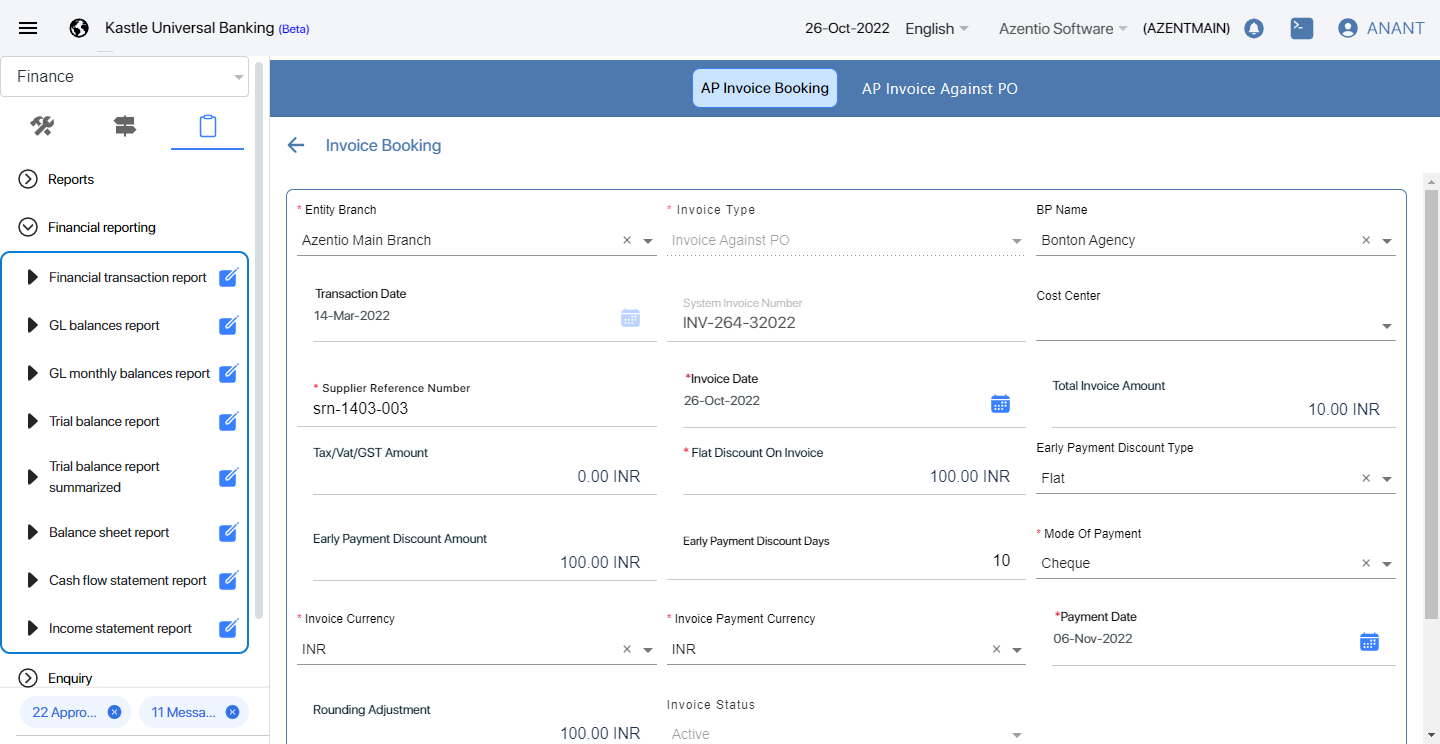 Kastle Universal Banking (Beta)
26-Oct-2022
English
Azentio Software
(AZENTMAIN)
ANANT
Finance
Reports
Financial reporting
Financial transaction report
GL balances report
GL monthly balances report
Trial balance report
Trial balance report
summarized
Balance sheet report
Cash flow statement report
Income statement report
Enquiry
22 Appro...
11 Messa...
AP Invoice Booking
AP Invoice Against PO
Invoice Booking
* Entity Branch
Azentio Main Branch
* Invoice Type
Invoice Against PO
BP Name
Bonton Agency
Transaction Date
14-Mar-2022
System Invoice Number
INV-264-32022
Cost Center
* Supplier Reference Number
srn-1403-003
*Invoice Date
26-Oct-2022
Total Invoice Amount
10.00 INR
Tax/Vat/GST Amount
0.00 INR
* Flat Discount On Invoice
100.00 INR
Early Payment Discount Type
Flat
Early Payment Discount Amount
100.00 INR
Early Payment Discount Days
10
* Mode Of Payment
Cheque
* Invoice Currency
INR
* Invoice Payment Currency
INR
*Payment Date
06-Nov-2022
Rounding Adjustment
100.00 INR
Invoice Status
Active